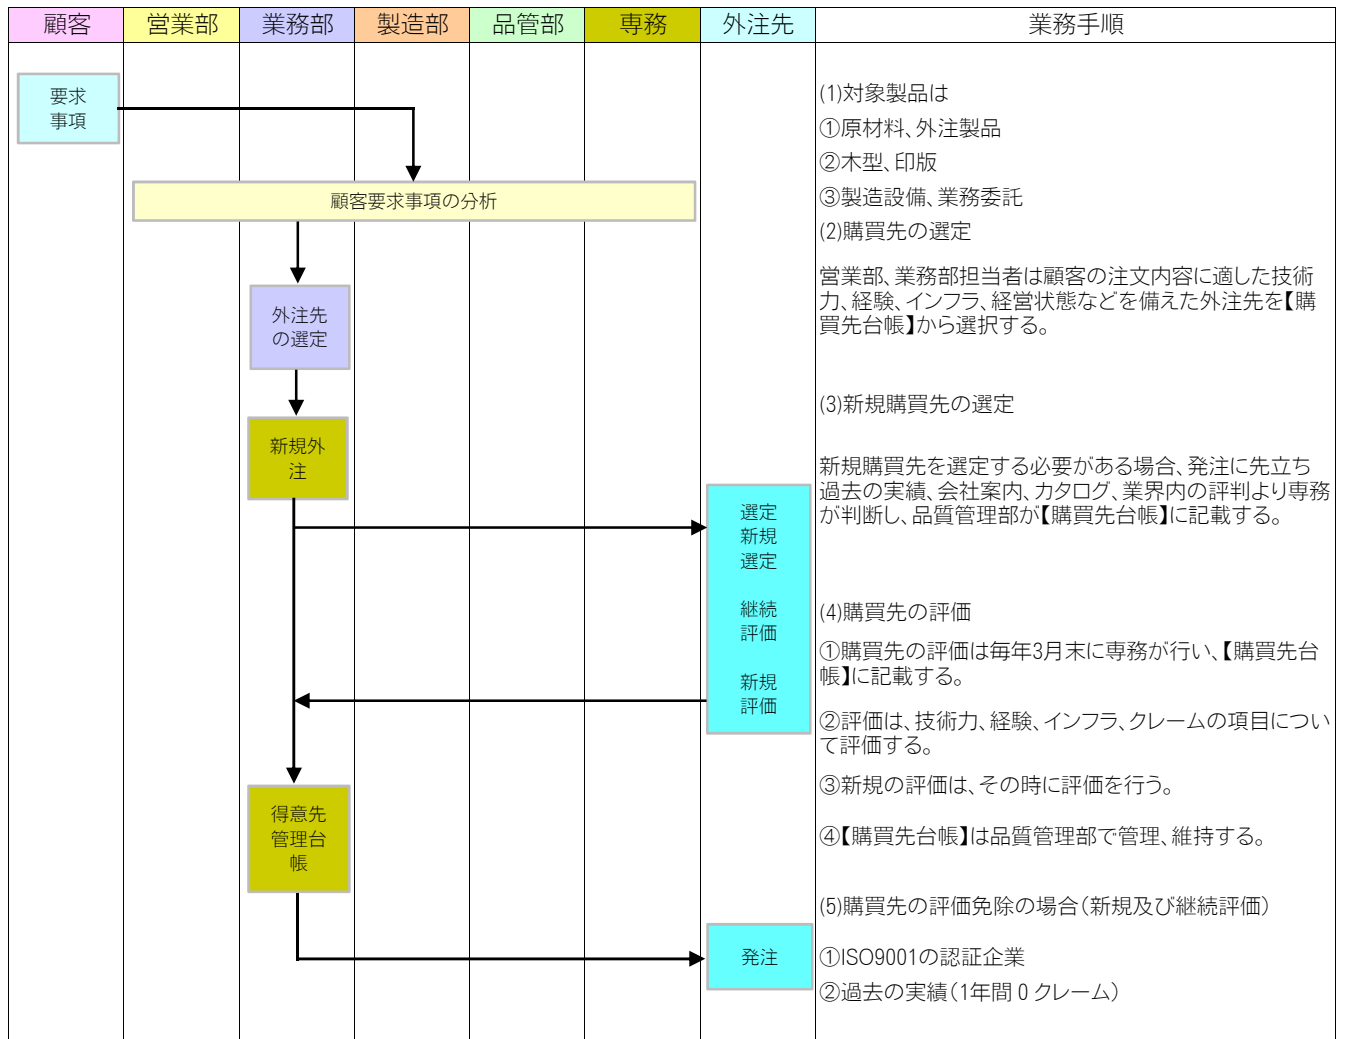 顧客 営業部 業務部 製造部 品管部 専務 外注先 業務手順
要求
事項
顧客要求事項の分析
外注先
の選定
新規外
注
選定
新規
選定
継続
評価
新規
評価
得意先
管理台
帳
発注
(1)対象製品は
①原材料、外注製品
②木型、印版
③製造設備、業務委託
(2)購買先の選定
営業部、業務部担当者は顧客の注文内容に適した技術
力、経験、インフラ、経営状態などを備えた外注先を【購
買先台帳】から選択する。
(3)新規購買先の選定
新規購買先を選定する必要がある場合、発注に先立ち
過去の実績、会社案内、カタログ、業界内の評判より専務
が判断し、品質管理部が【購買先台帳】に記載する。
(4)購買先の評価
①購買先の評価は毎年3月末に専務が行い、【購買先台
帳】に記載する。
②評価は、技術力、経験、インフラ、クレームの項目につい
て評価する。
③新規の評価は、その時に評価を行う。
④【購買先台帳】は品質管理部で管理、維持する。
(5)購買先の評価免除の場合（新規及び継続評価）
①ISO9001の認証企業
②過去の実績（1年間０クレーム）